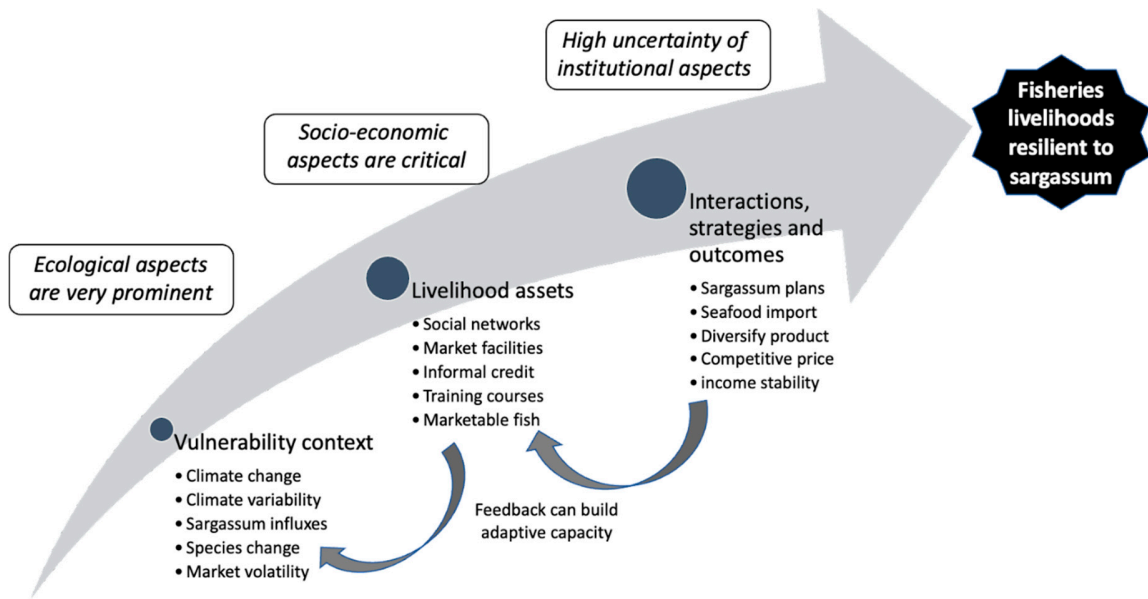 High uncertainty of
institutional aspects
Fisheries
livelihoods
resilient to
sargassum
Socio-economic
aspects are critical
Interactions,
strategies and
outcomes
• Sargassum plans
• Seafood import
• Diversify product
• Competitive price
• income stability
Ecological aspects
are very prominent
Livelihood assets
• Social networks
• Market facilities
• Informal credit
• Training courses
• Marketable fish
Vulnerability context
• Climate change
• Climate variability
• Sargassum influxes
• Species change
• Market volatility
Feedback can build
adaptive capacity